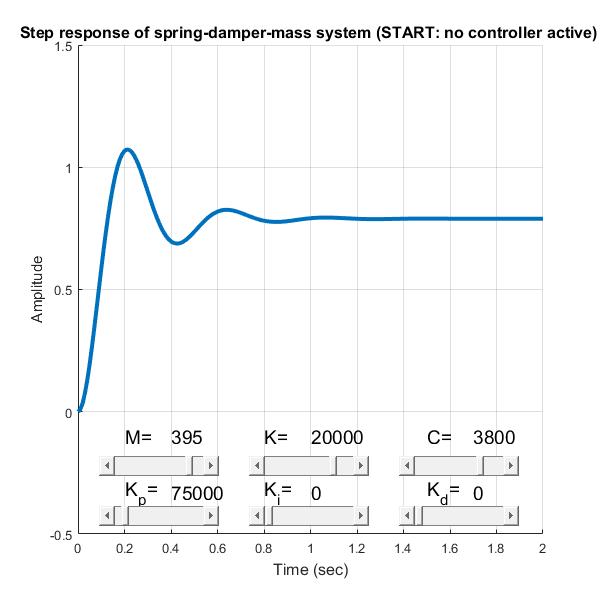 Step response of spring-damper-mass system (START: no controller active)
1.5
1
0.5
0
-0.5
Amplitude
M= 395 K= 20000 C= 3800
Kp= 75000 Ki= 0 Kd= 0
0 0.2 0.4 0.6 0.8 1 1.2 1.4 1.6 1.8 2
Time (sec)